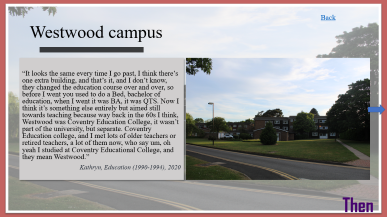 Back
Westwood campus
"It looks the same every time I go past, I think there's
one extra building, and that's it, and I don't know,
they changed the education course over and over, so
before I went you used to do a Bed, bachelor of
education, when I went it was BA, it was QTS. Now I
think it's something else entirely but aimed still
towards teaching because way back in the 60s I think,
Westwood was Coventry Education College, it wasn't
part of the university, but separate. Coventry
Education college, and I met lots of older teachers or
retired teachers, a lot of them now, who say um, oh
yeah I studied at Coventry Educational College, and
they mean Westwood."
Kathryn, Education (1990-1994), 2020
Then